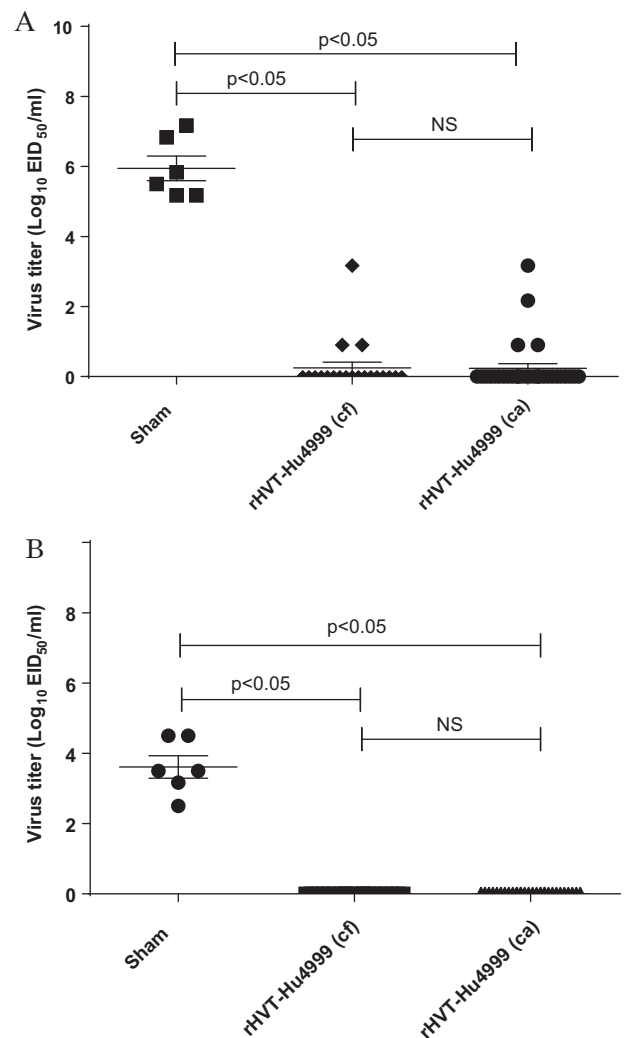 A
10
8
6
4
2
0
Virus titer (Log10 EID50/ml)
p<0.05
p<0.05
NS
Sham
rHVT-Hu4999 (cf)
rHVT-Hu4999 (ca)
B
8
6
4
2
0
Virus titer (Log10 EID50/ml)
p<0.05
p<0.05
NS
Sham
rHVT-Hu4999 (cf)
rHVT-Hu4999 (ca)